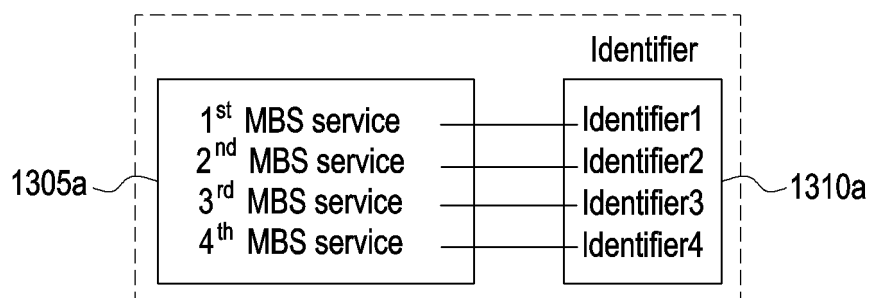 Identifier
1st MBS service Identifier1
2nd MBS service Identifier2
1305a 3rd MBS service Identifier3 1310a
4th MBS service Identifier4